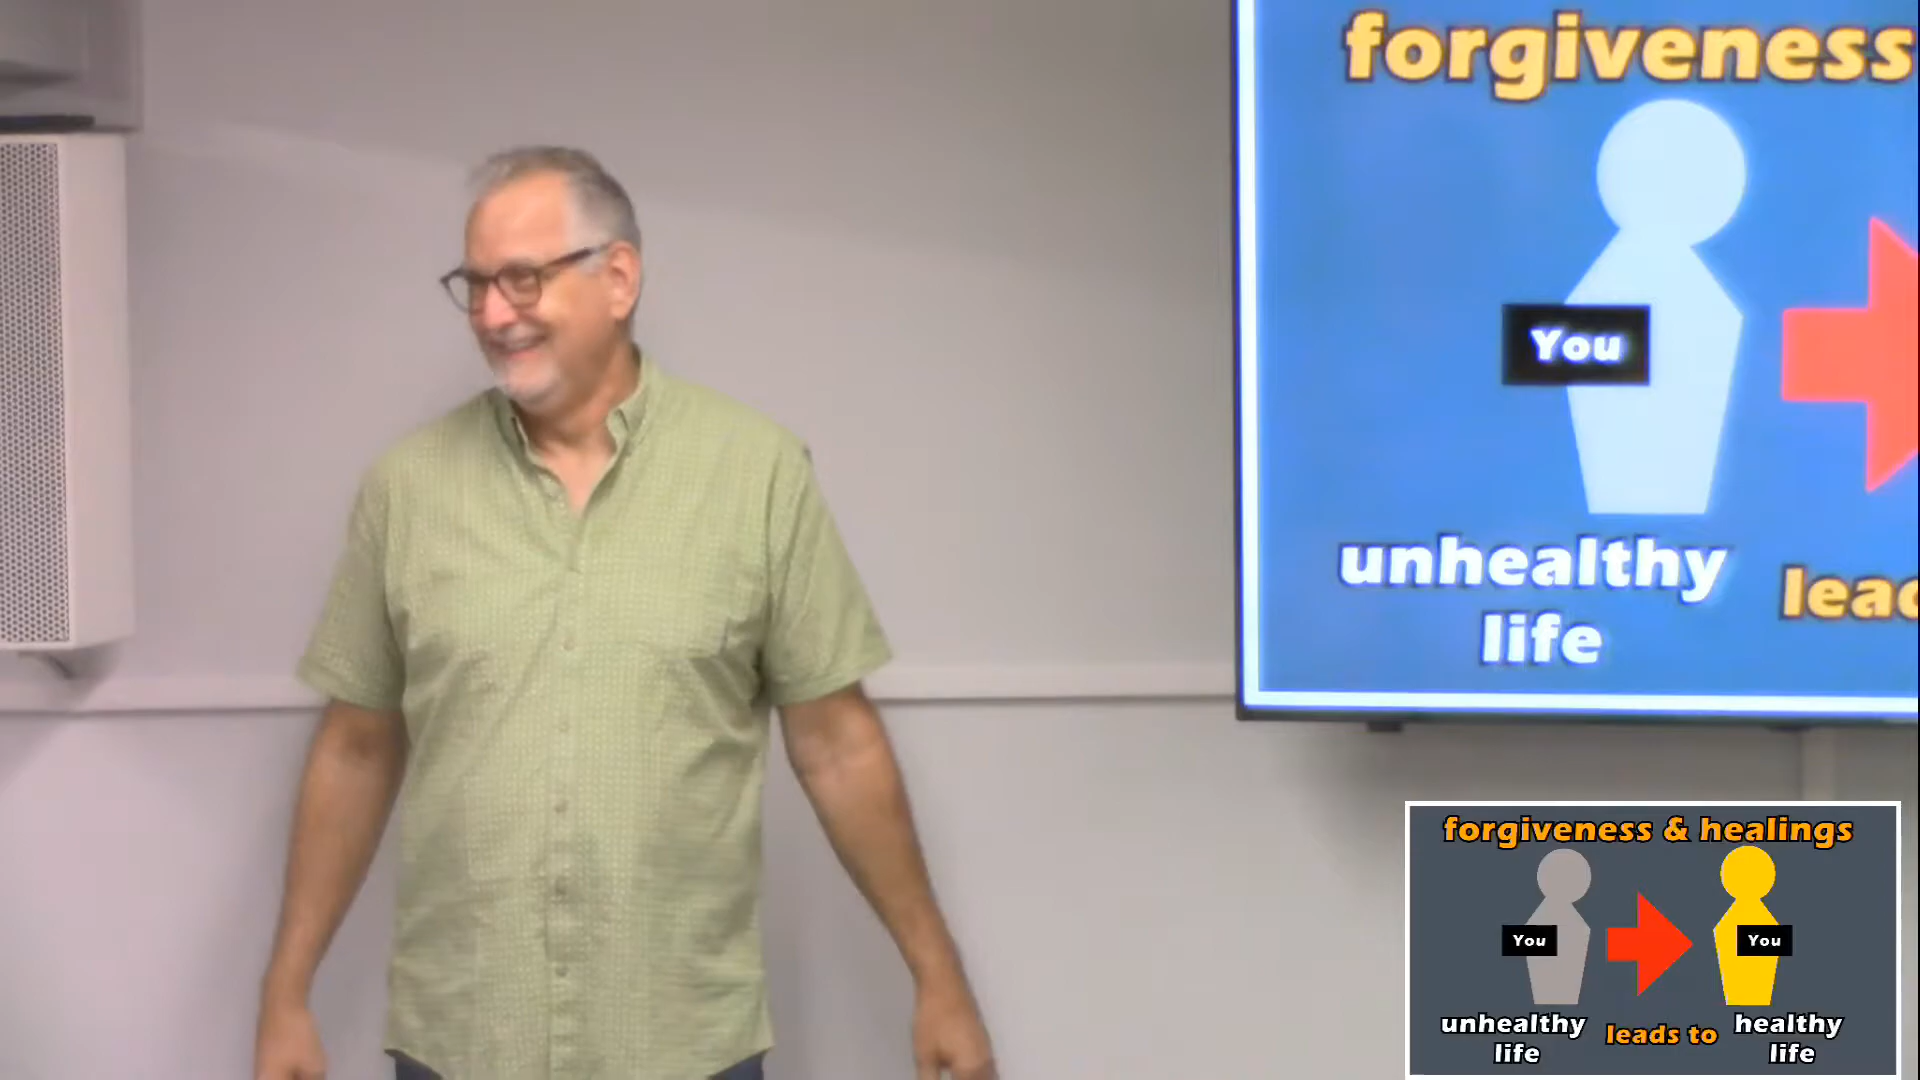 forgiveness
You
unhealthy
life
forgiveness & healings
You
You
unhealthy
life
leads to
healthy
life